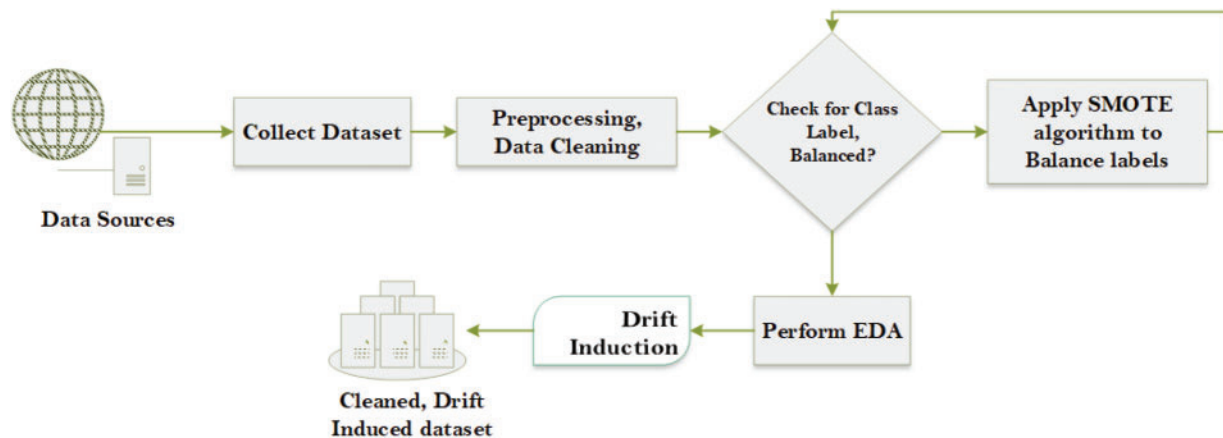 Data Sources
Collect Dataset
Preprocessing,
Data Cleaning
Check for Class
Label,
Balanced?
Apply SMOTE
algorithm to
Balance labels
Perform EDA
Drift
Induction
Cleaned, Drift
Induced dataset